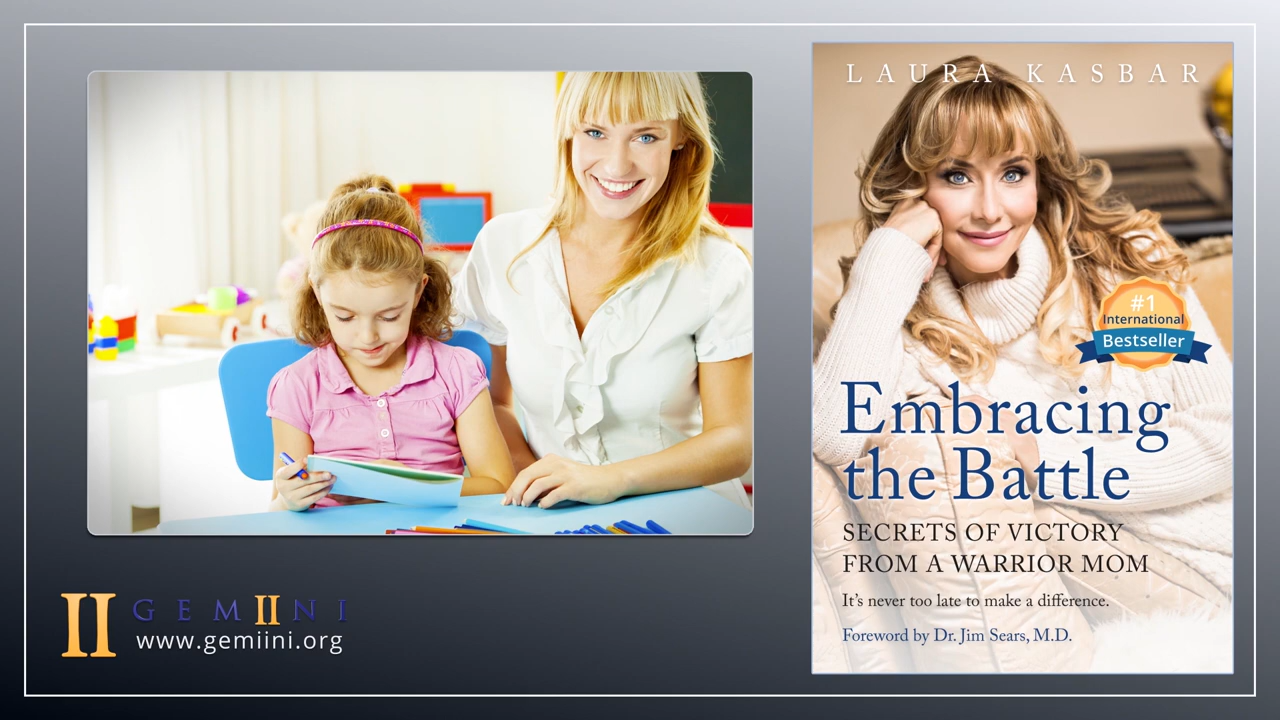 LAURA KASBAR
#1
International
Bestseller
Embracing
the Battle
SECRETS OF VICTORY
FROM A WARRIOR MOM
It's never too late to make a difference.
Foreword by Dr. Jim Sears, M.D.
II GEMIINI
www.gemiini.org